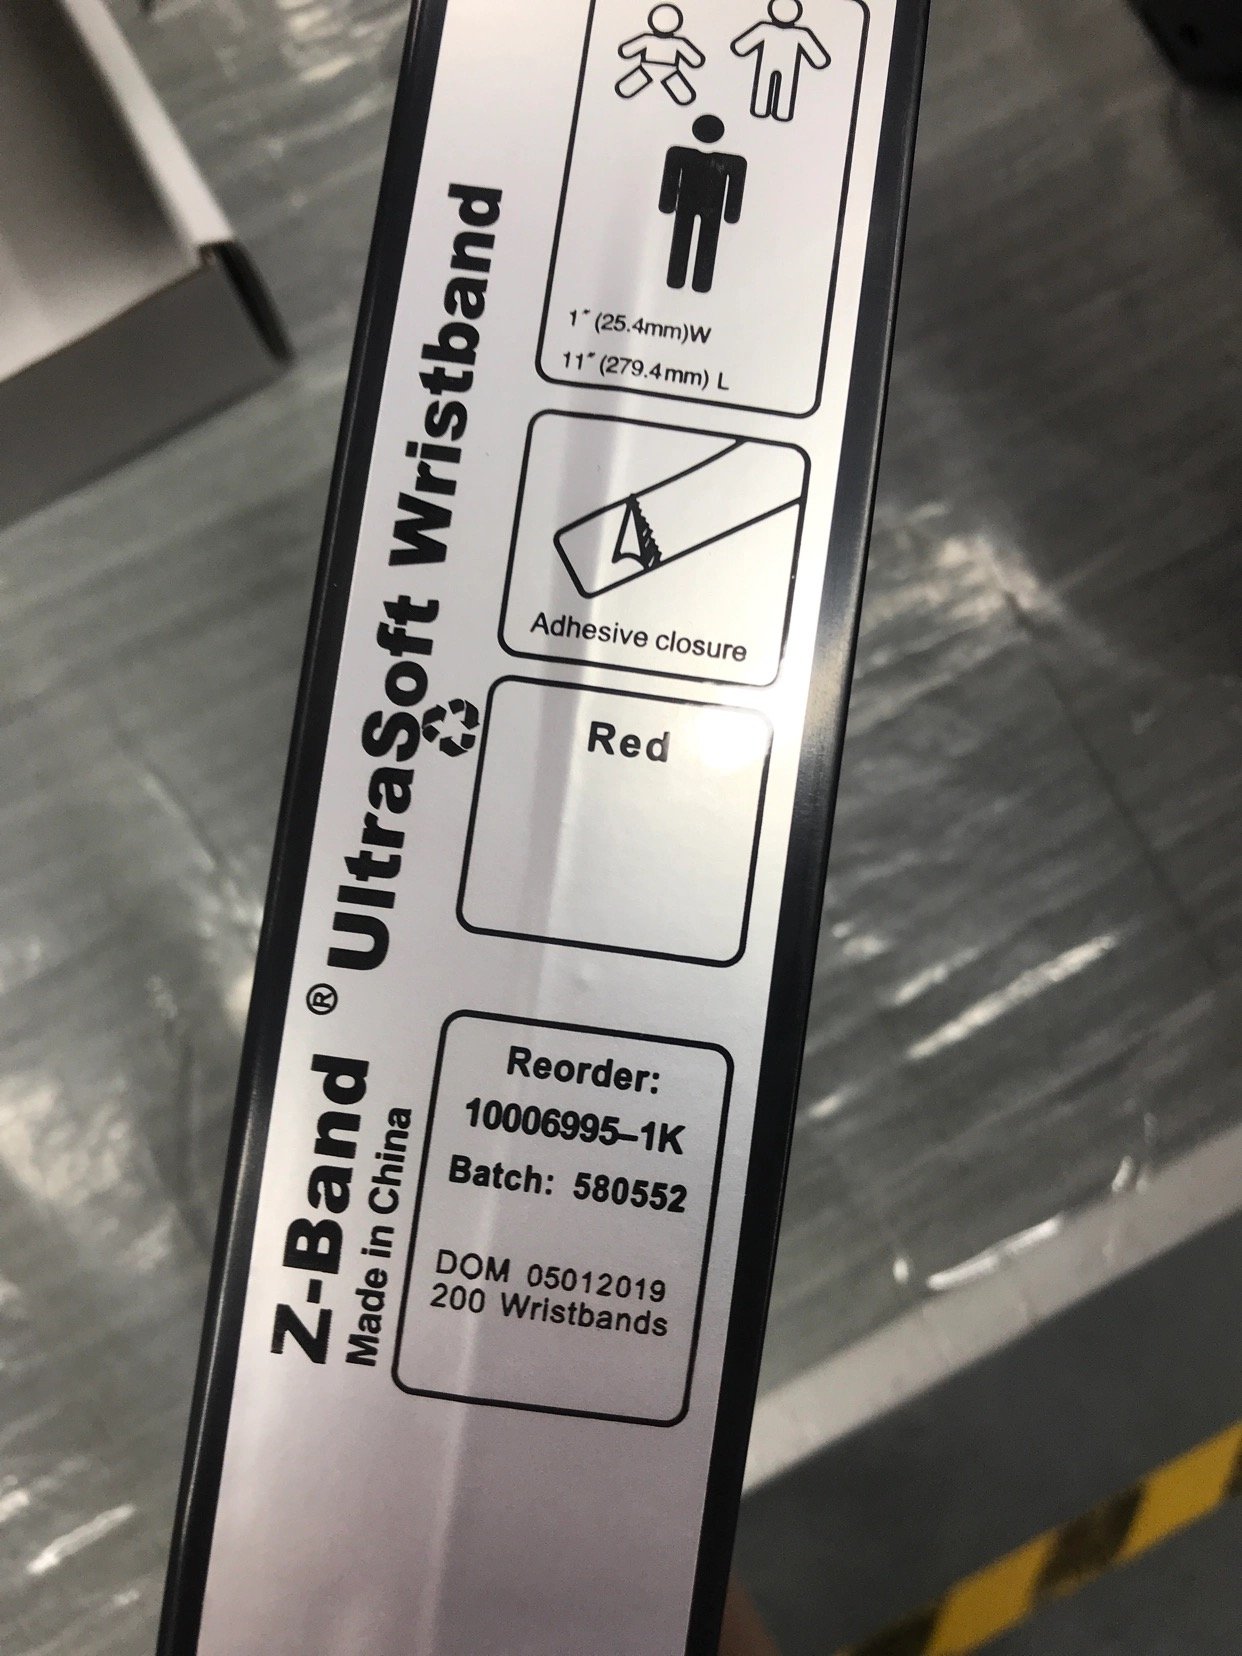 Z-Band® UltraSoft Wristband
Made in China
1"(25.4mm)W
11"(279.4mm) L
Adhesive closure
Red
Reorder:
10006995-1K
Batch: 580552
DOM 05012019
200 Wristbands